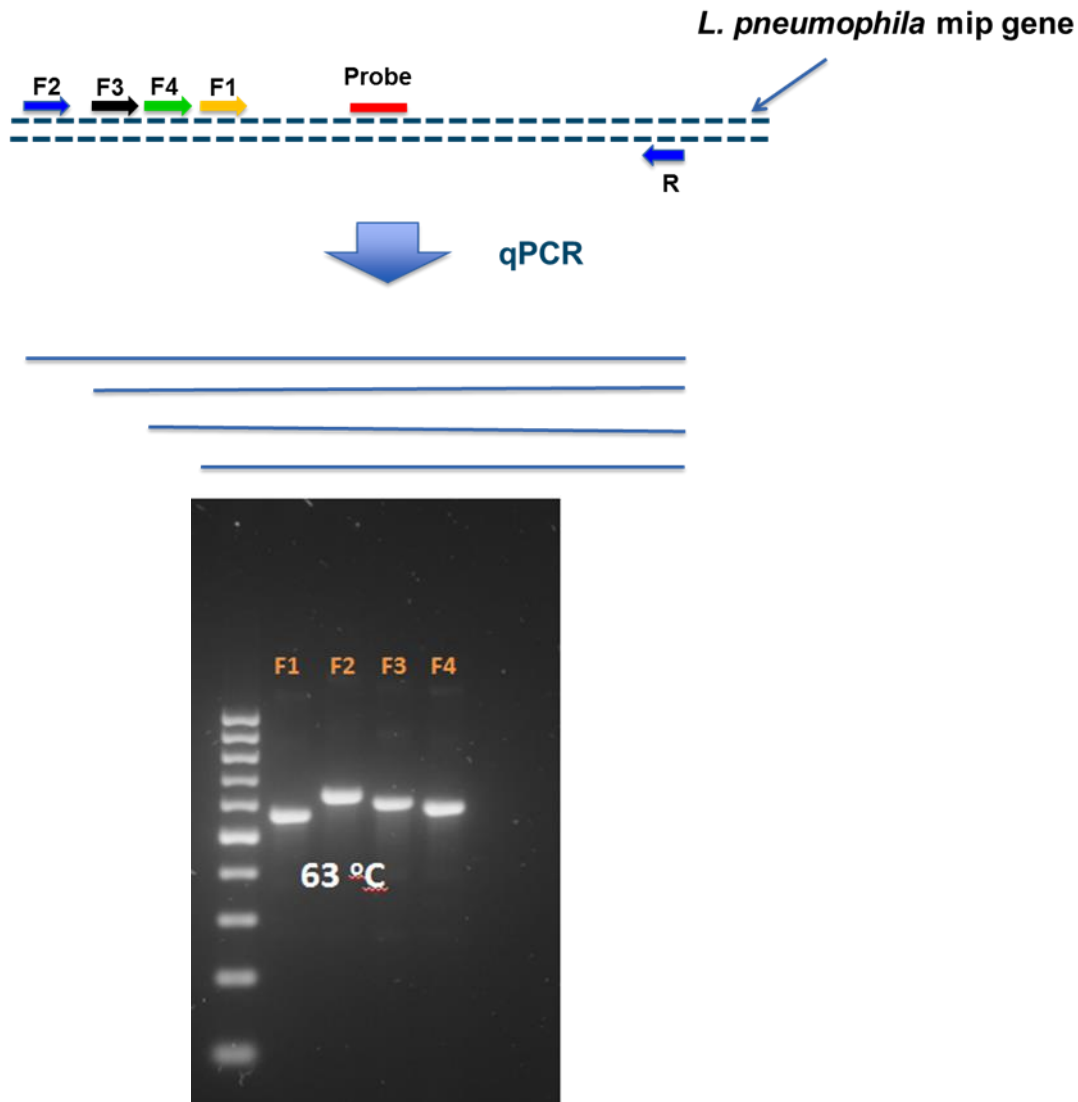 L. pneumophila mip gene
F2 F3 F4 F1 Probe
R
qPCR
F1 F2 F3 F4
63 ºC